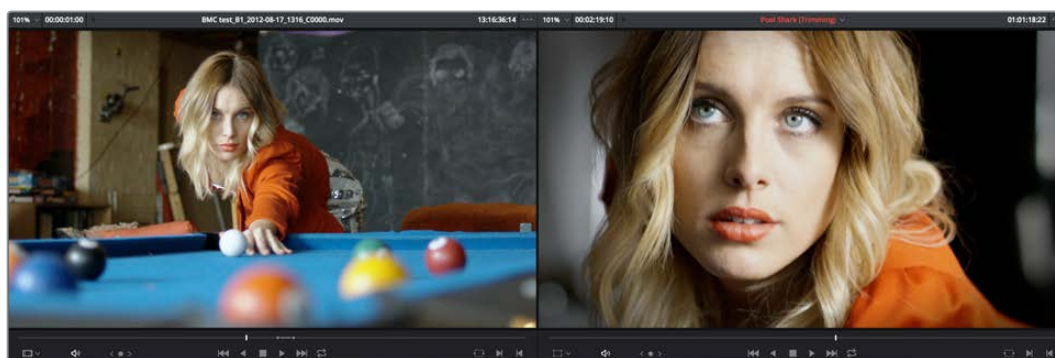 101% 00:00:01:00 BMC test_B1_2012-08-17_1316_C0000.mov 13:16:36:14
101% 00:02:19:10 Pool Shark (Trimming) 01:01:18:22